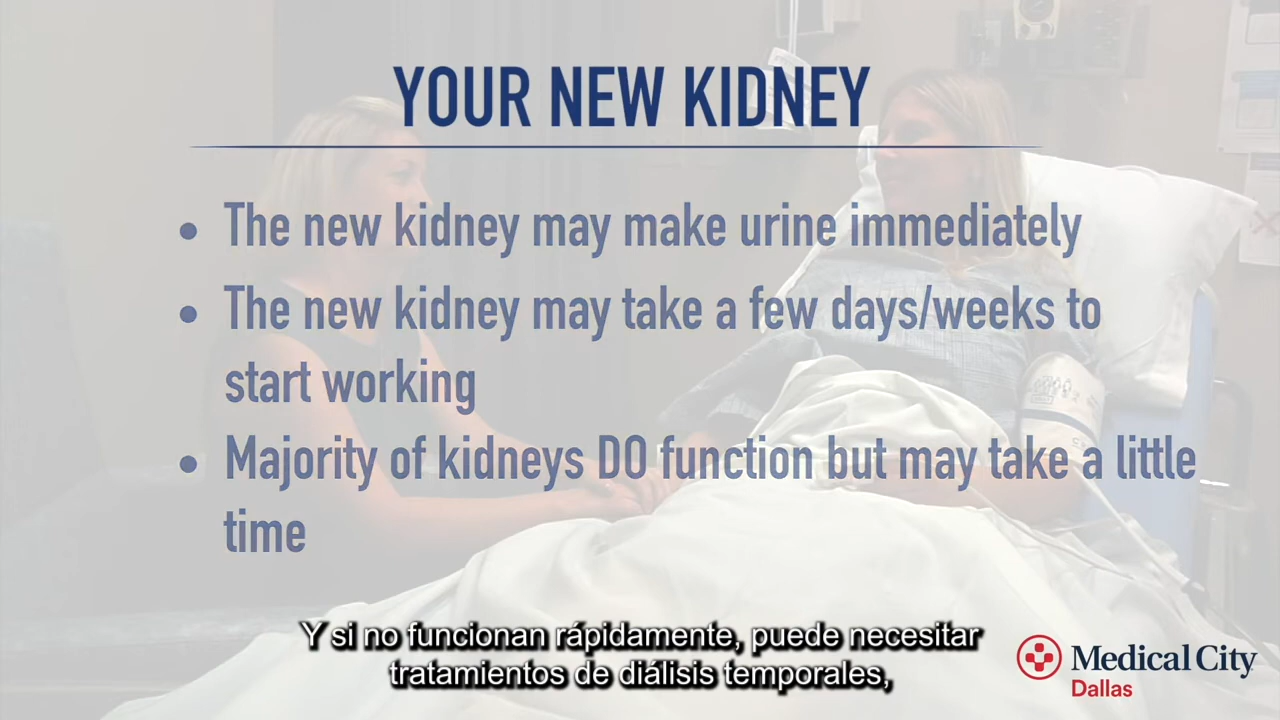 YOUR NEW KIDNEY
• The new kidney may make urine immediately
• The new kidney may take a few days/weeks to
start working
• Majority of kidneys DO function but may take a little
time
Y si no funcionan rápidamente, puede necesitar
tratamientos de diálisis temporales,
Medical City
Dallas